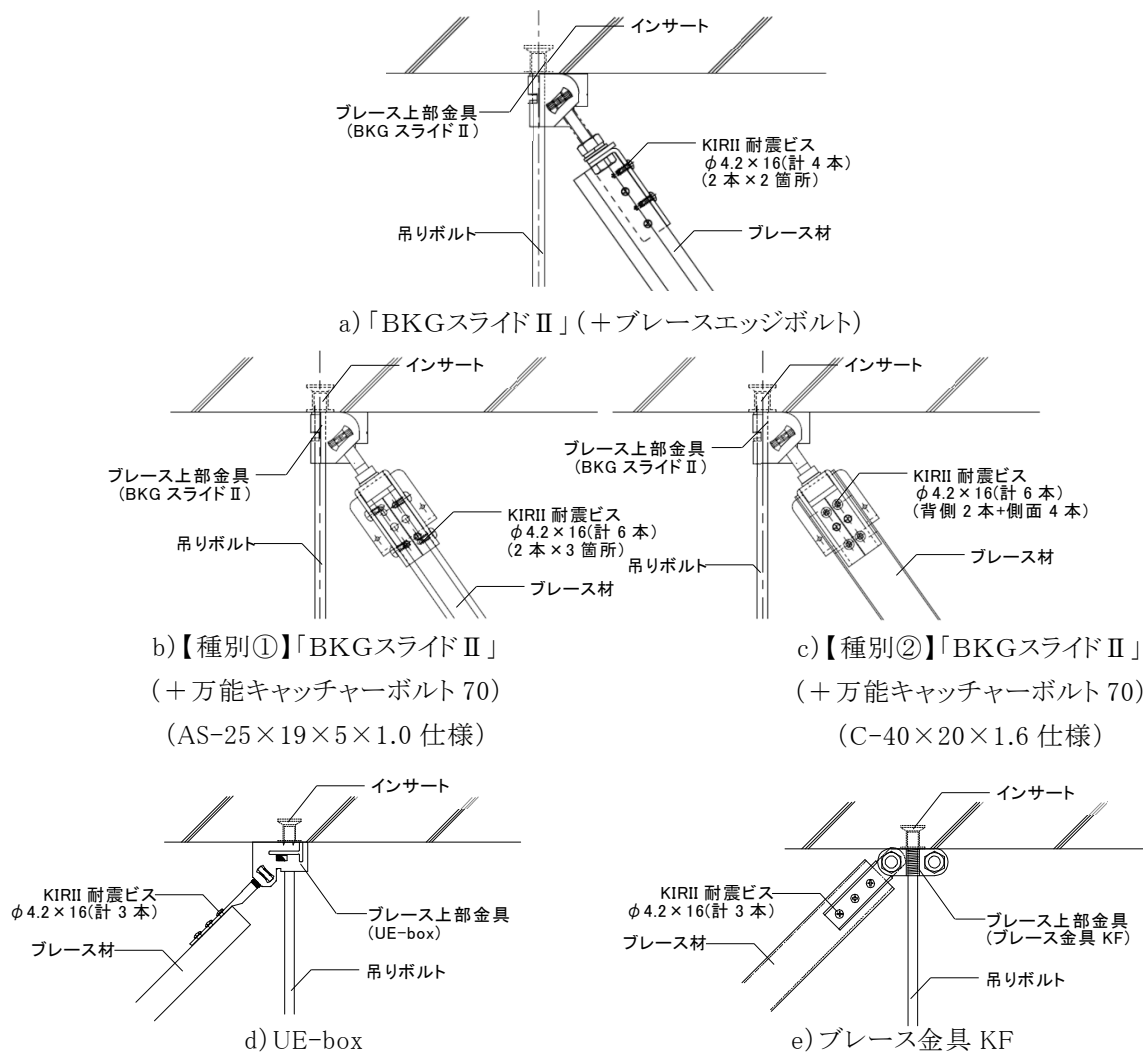 インサート
ブレース上部金具
(BKG スライドⅡ)
KIRII 耐震ビス
φ4.2×16(計 4 本)
(2 本×2 箇所)
吊りボルト
ブレース材
a)「BKGスライドⅡ」(+ブレースエッジボルト)
インサート
ブレース上部金具
(BKG スライドⅡ)
KIRII 耐震ビス
φ4.2×16(計 6 本)
(2 本×3 箇所)
吊りボルト
ブレース材
b)【種別①】「BKGスライドⅡ」
(+万能キャッチャーボルト 70)
(AS-25×19×5×1.0 仕様)
インサート
ブレース上部金具
(BKG スライドⅡ)
KIRII 耐震ビス
φ4.2×16(計 6 本)
(背側 2 本+側面 4 本)
吊りボルト
ブレース材
c)【種別②】「BKGスライドⅡ」
(+万能キャッチャーボルト 70)
(C-40×20×1.6 仕様)
インサート
KIRII 耐震ビス
φ4.2×16(計 3 本)
ブレース材
ブレース上部金具
(UE-box)
吊りボルト
d)UE-box
インサート
KIRII 耐震ビス
φ4.2×16(計 3 本)
ブレース材
ブレース上部金具
(ブレース金具 KF)
吊りボルト
e)ブレース金具 KF